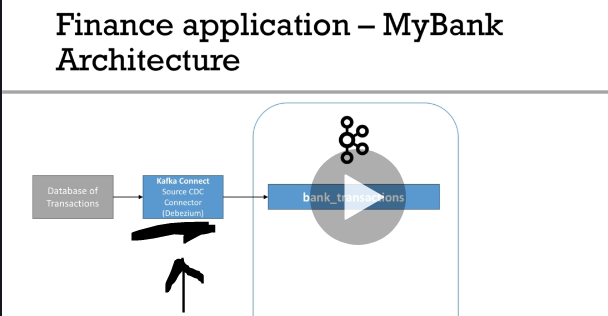 Finance application – MyBank
Architecture
Database of
Transactions
Kafka Connect
Source CDC
Connector
(Debezium)
bank_transactions